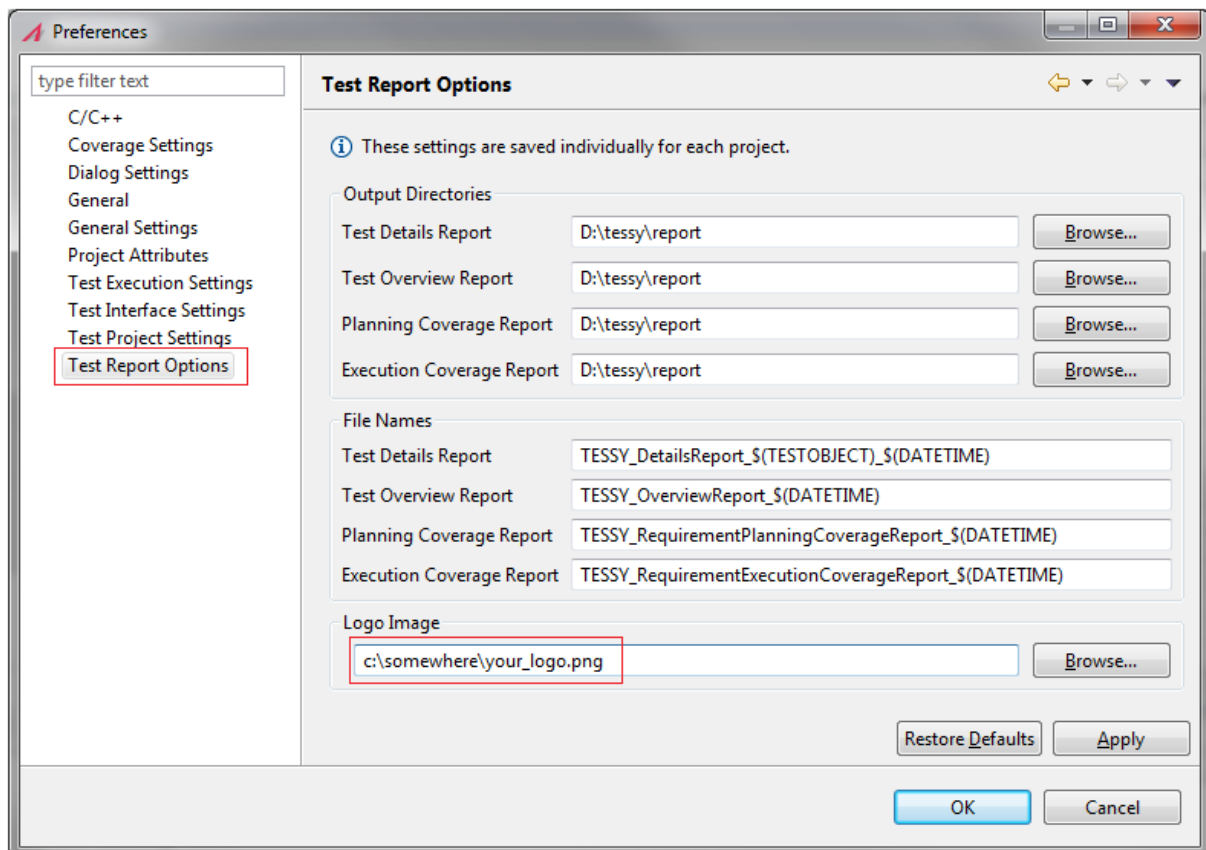 Preferences
type filter text
C/C++
Coverage Settings
Dialog Settings
General
General Settings
Project Attributes
Test Execution Settings
Test Interface Settings
Test Project Settings
Test Report Options
Test Report Options
These settings are saved individually for each project.
Output Directories
Test Details Report D:\tessy\report Browse...
Test Overview Report D:\tessy\report Browse...
Planning Coverage Report D:\tessy\report Browse...
Execution Coverage Report D:\tessy\report Browse...
File Names
Test Details Report TESSY_DetailsReport_$(TESTOBJECT)_$(DATETIME)
Test Overview Report TESSY_OverviewReport_$(DATETIME)
Planning Coverage Report TESSY_RequirementPlanningCoverageReport_$(DATETIME)
Execution Coverage Report TESSY_RequirementExecutionCoverageReport_$(DATETIME)
Logo Image
c:\somewhere\your_logo.png Browse...
Restore Defaults Apply
OK Cancel